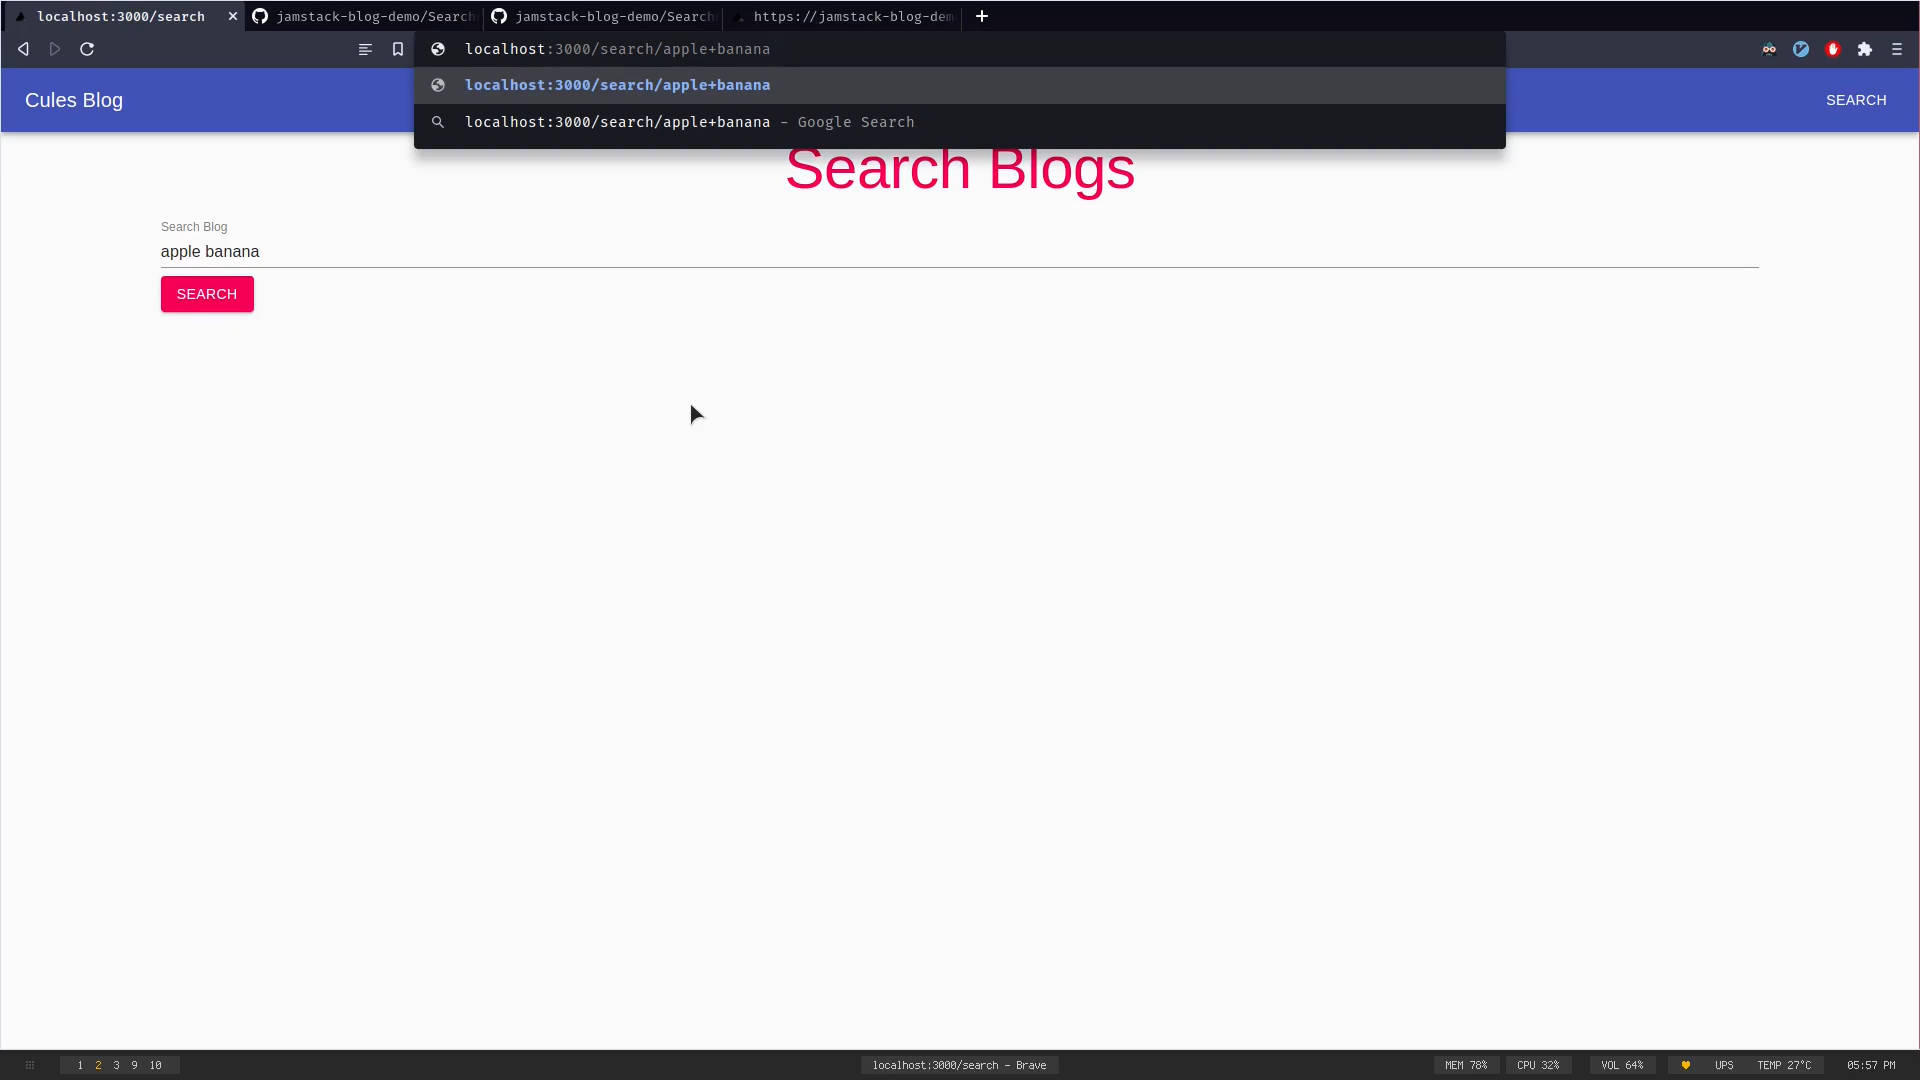 localhost:3000/search
jamstack-blog-demo/Search
jamstack-blog-demo/Search
https://jamstack-blog-dem
localhost:3000/search/apple+banana
localhost:3000/search/apple+banana
localhost:3000/search/apple+banana – Google Search
Cules Blog
SEARCH
Search Blogs
Search Blog
apple banana
SEARCH
1 2 3 9 10
localhost:3000/search – Brave
MEM 78%
CPU 32%
VOL 64%
UPS
TEMP 27°C
05:57 PM